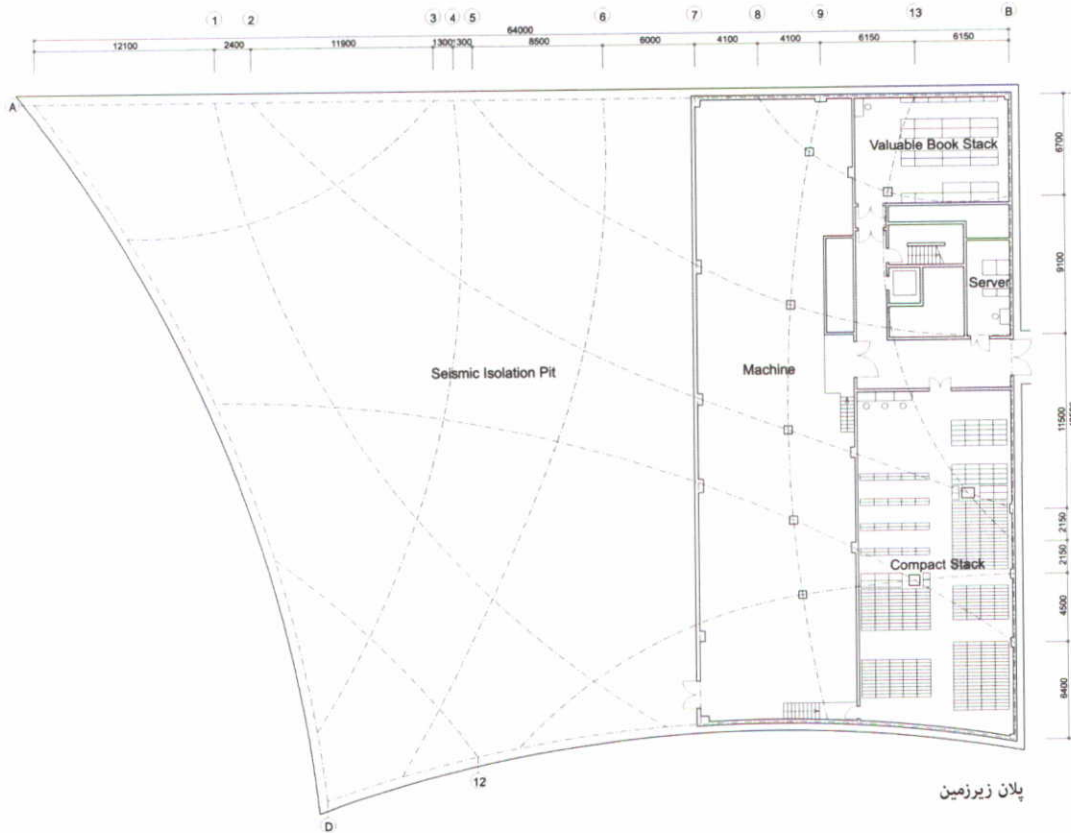 1 2 3 4 5 6 7 8 9 13 B
64000
12100 2400 11900 1300 1300 8500 6000 4100 4100 6150 6150
A
6700
Valuable Book Stack
9100
Server
Seismic Isolation Pit
Machine
11500
2150
2150
Compact Stack
4500
6400
12
D
پلان زیرزمین